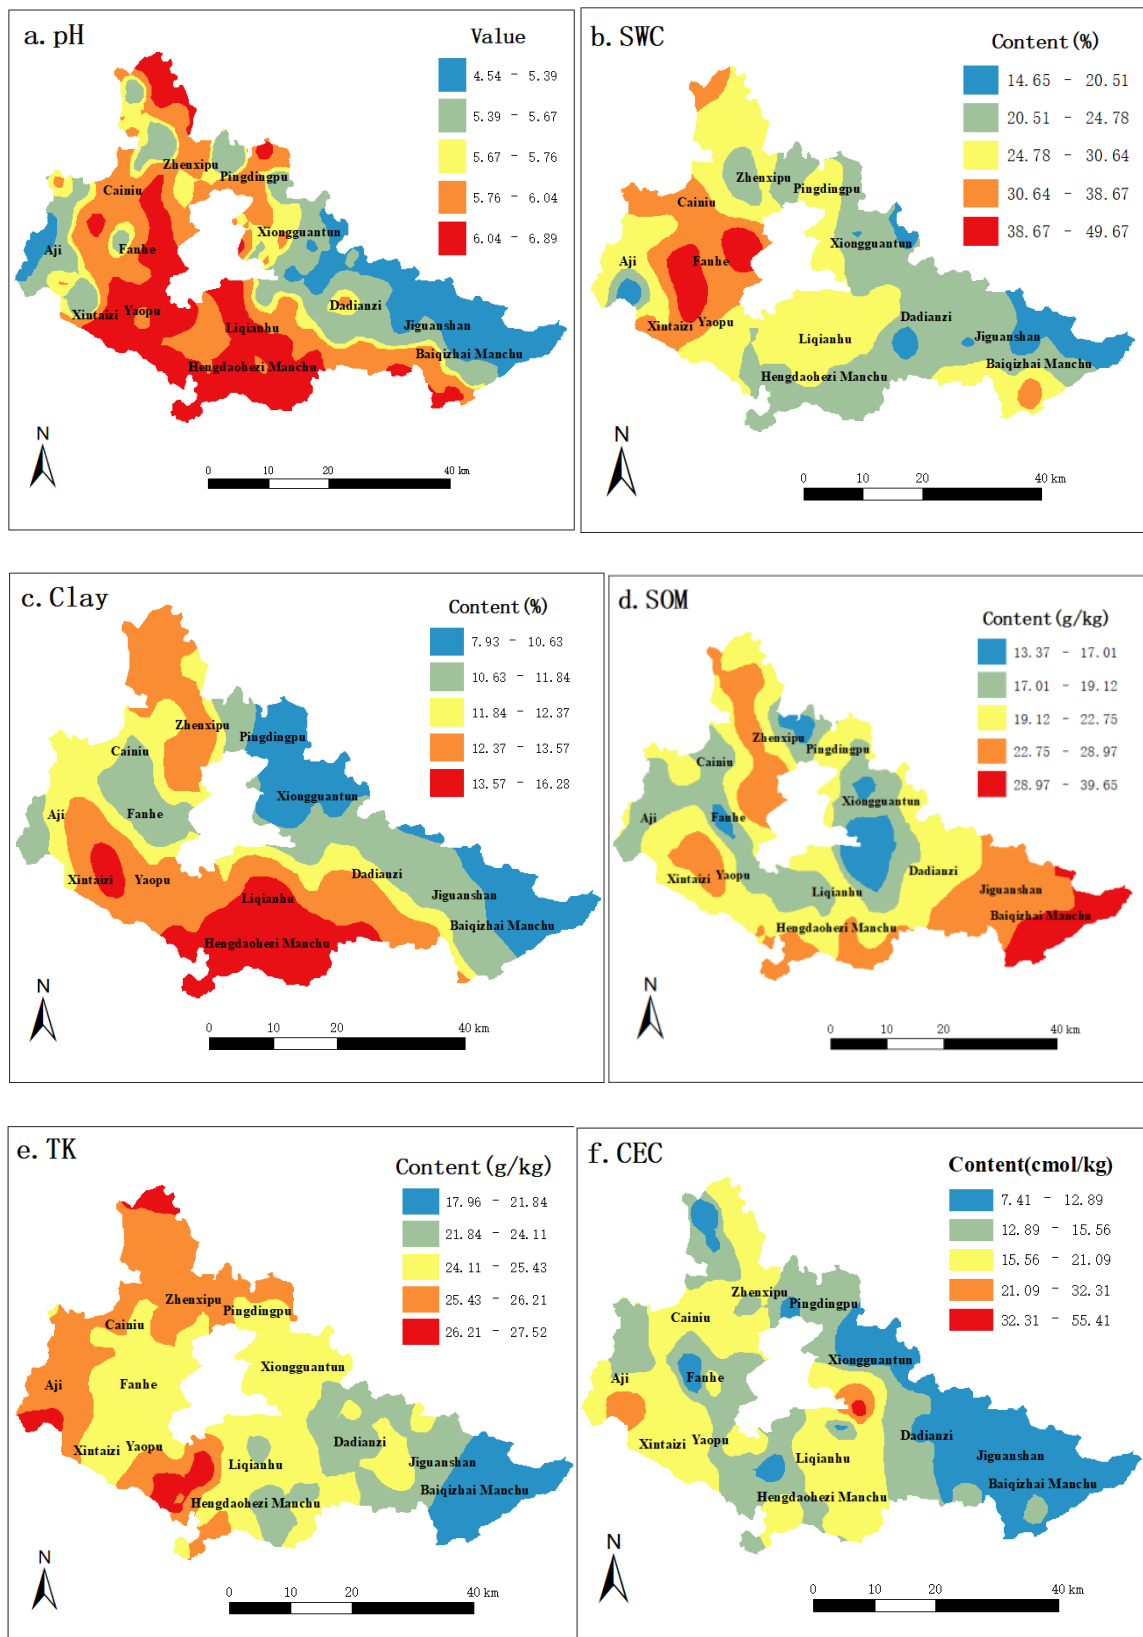 a. pH
Value
4.54 - 5.39
5.39 - 5.67
5.67 - 5.76
5.76 - 6.04
6.04 - 6.89
Zhenxipu
Pingdingpu
Cainiu
Xiongguantun
Aji
Fanhe
Dadianzi
Xintaizi
Yaopu
Liqianhu
Jiguanshan
Baiqizhai Manchu
Hengdaohezi Manchu
N
0 10 20 40 km
b. SWC
Content(%)
14.65 - 20.51
20.51 - 24.78
24.78 - 30.64
30.64 - 38.67
38.67 - 49.67
Zhenxipu
Pingdingpu
Cainiu
Xiongguantun
Aji
Fanhe
Dadianzi
Xintaizi
Yaopu
Liqianhu
Jiguanshan
Baiqizhai Manchu
Hengdaohezi Manchu
N
0 10 20 40 km
c. Clay
Content(%)
7.93 - 10.63
10.63 - 11.84
11.84 - 12.37
12.37 - 13.57
13.57 - 16.28
Zhenxipu
Pingdingpu
Cainiu
Xiongguantun
Aji
Fanhe
Dadianzi
Xintaizi
Yaopu
Liqianhu
Jiguanshan
Baiqizhai Manchu
Hengdaohezi Manchu
N
0 10 20 40 km
d. SOM
Content(g/kg)
13.37 - 17.01
17.01 - 19.12
19.12 - 22.75
22.75 - 28.97
28.97 - 39.65
Zhenxipu
Pingdingpu
Cainiu
Xiongguantun
Aji
Fanhe
Dadianzi
Xintaizi
Yaopu
Liqianhu
Jiguanshan
Baiqizhai Manchu
Hengdaohezi Manchu
N
0 10 20 40 km
e. TK
Content(g/kg)
17.96 - 21.84
21.84 - 24.11
24.11 - 25.43
25.43 - 26.21
26.21 - 27.52
Zhenxipu
Pingdingpu
Cainiu
Xiongguantun
Aji
Fanhe
Dadianzi
Xintaizi
Yaopu
Liqianhu
Jiguanshan
Baiqizhai Manchu
Hengdaohezi Manchu
N
0 10 20 40 km
f. CEC
Content(cmol/kg)
7.41 - 12.89
12.89 - 15.56
15.56 - 21.09
21.09 - 32.31
32.31 - 55.41
Zhenxipu
Pingdingpu
Cainiu
Xiongguantun
Aji
Fanhe
Dadianzi
Xintaizi
Yaopu
Liqianhu
Jiguanshan
Baiqizhai Manchu
Hengdaohezi Manchu
N
0 10 20 40 km